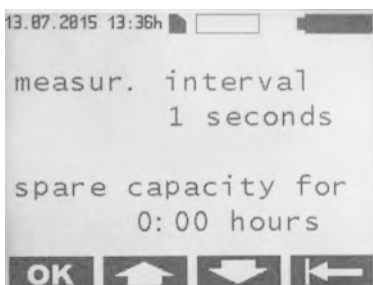 13.07.2015 13:36h
measur. interval
1 seconds
spare capacity for
0:00 hours
OK